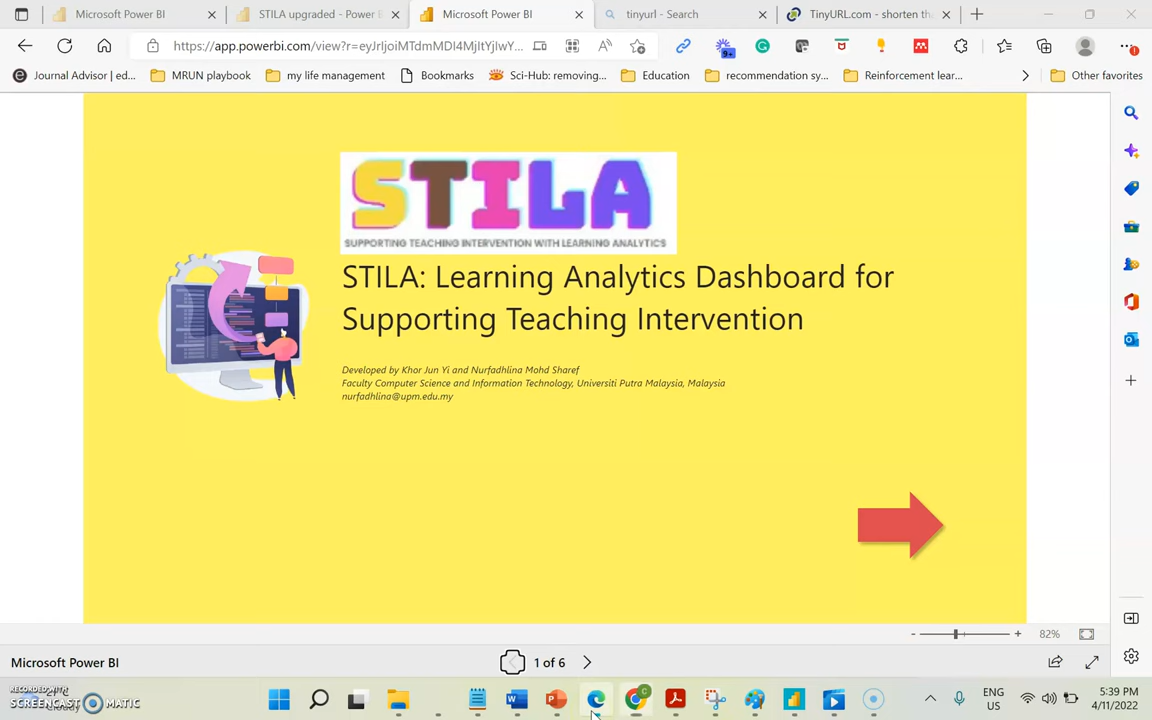 Microsoft Power BI
STILA upgraded - Power B
Microsoft Power BI
tinyurl - Search
TinyURL.com - shorten th
https://app.powerbi.com/view?r=eyJrIjoiMTdmMDI4MjItYjIwY...
9+
Journal Advisor | ed...
MRUN playbook
my life management
Bookmarks
Sci-Hub: removing...
Education
recommendation sy...
Reinforcement lear...
Other favorites
STILA
SUPPORTING TEACHING INTERVENTION WITH LEARNING ANALYTICS
STILA: Learning Analytics Dashboard for
Supporting Teaching Intervention
Developed by Khor Jun Yi and Nurfadhlina Mohd Sharef
Faculty Computer Science and Information Technology, Universiti Putra Malaysia, Malaysia
nurfadhlina@upm.edu.my
- + 82%
Microsoft Power BI
1 of 6
RECORDED WITH
SCREENCAST MATIC
ENG
US
5:39 PM
4/11/2022